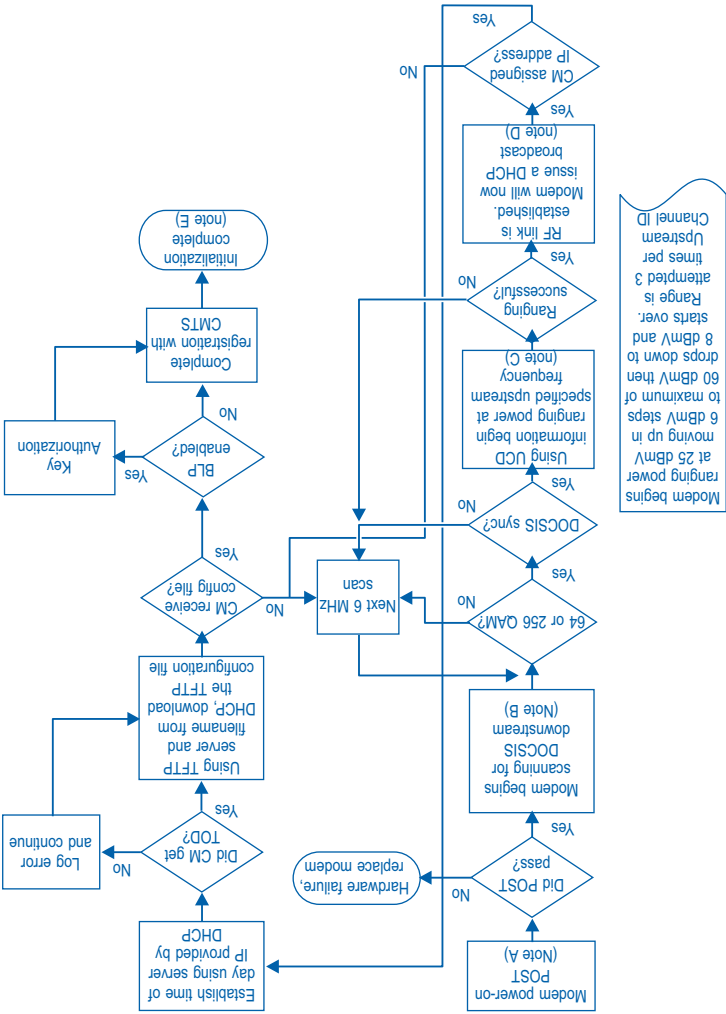 Modem power-on
POST
(Note A)
Did POST
pass?
No
Hardware failure,
replace modem
Yes
Modem begins
scanning for
DOCSIS
downstream
(Note B)
64 or 256 QAM?
No
Next 6 MHz
scan
Yes
DOCSIS sync?
No
Yes
Using UCD
information begin
ranging power at
specified upstream
frequency
(note C)
Ranging
successful?
No
Yes
RF link is
established.
Modem will now
issue a DHCP
broadcast
(note D)
Yes
CM assigned
IP address?
No
Yes
Modem begins
ranging power
at 25 dBmV
moving up in
6 dBmV steps
to maximum of
60 dBmV then
drops down to
8 dBmV and
starts over.
Range is
attempted 3
times per
Upstream
Channel ID
Establish time of
day using server
IP provided by
DHCP
Did CM get
TOD?
No
Log error
and continue
Yes
Using TFTP
server and
filename from
DHCP, download
the TFTP
configuration file
CM receive
config file?
No
Yes
BLP
enabled?
Yes
Key
Authorization
No
Complete
registration with
CMTS
Initialization
complete
(note E)